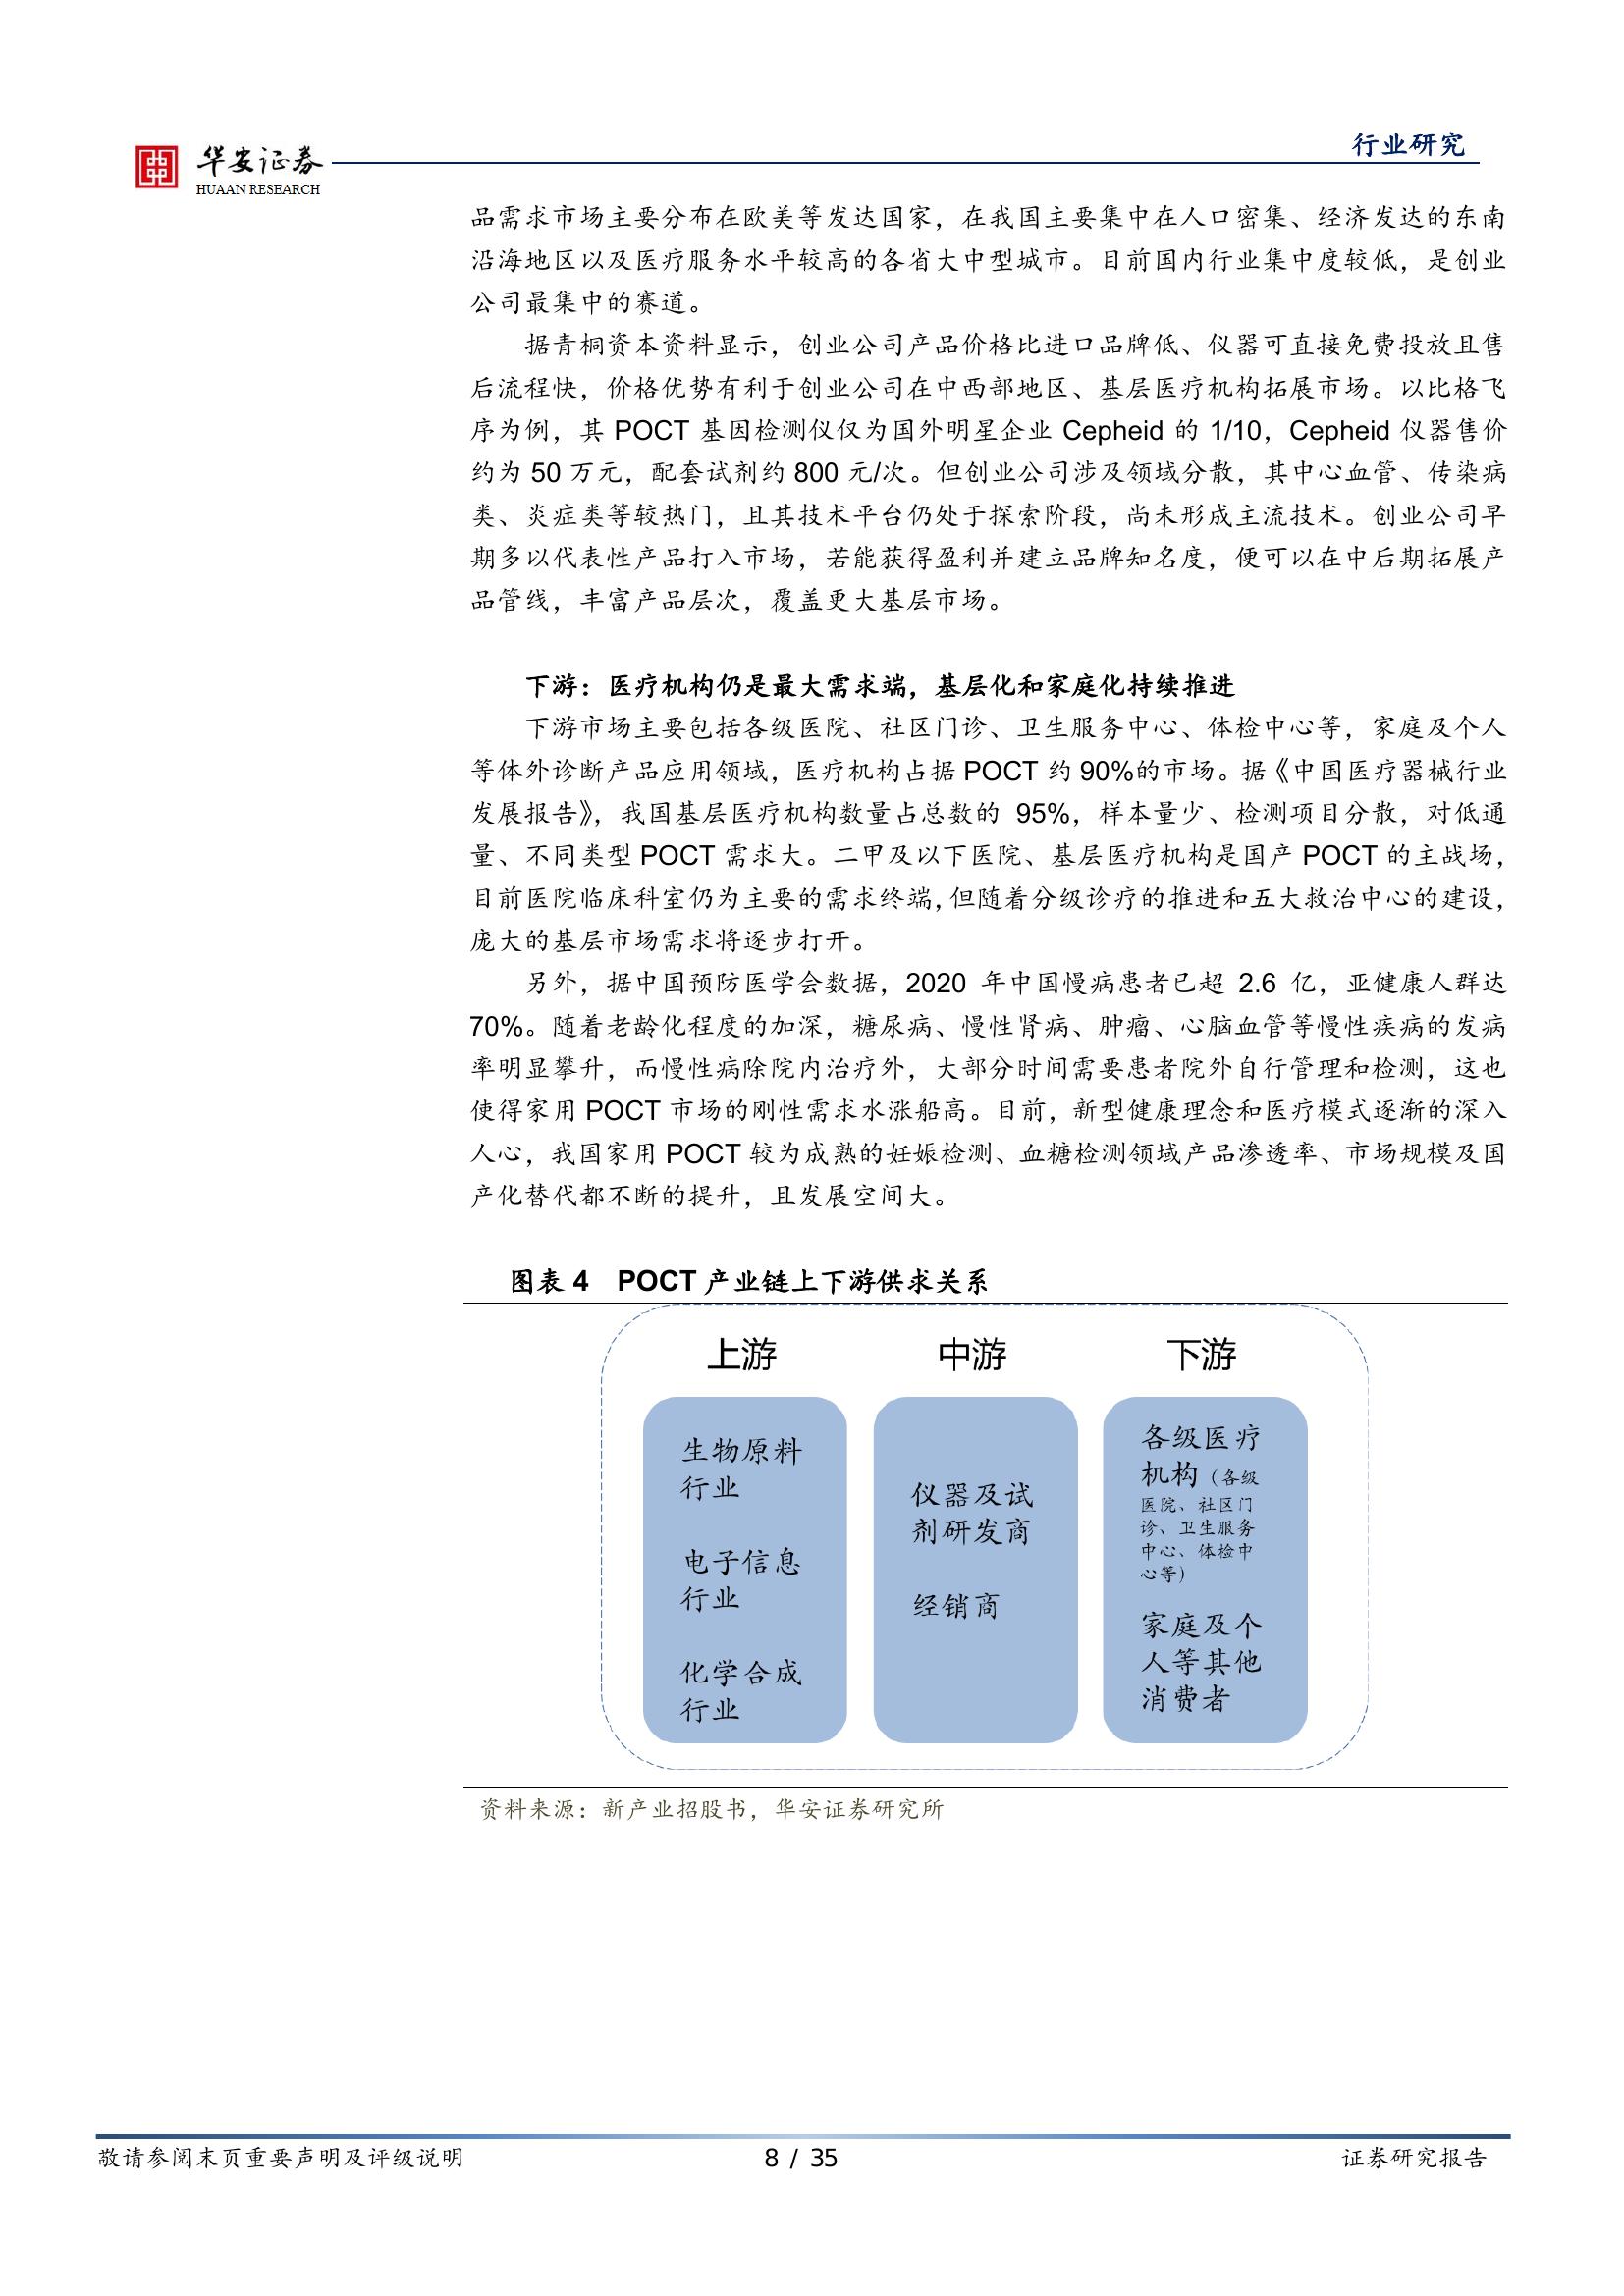 华安证券
HUAAN RESEARCH
行业研究
品需求市场主要分布在欧美等发达国家，在我国主要集中在人口密集、经济发达的东南
沿海地区以及医疗服务水平较高的各省大中型城市。目前国内行业集中度较低，是创业
公司最集中的赛道。
据青桐资本资料显示，创业公司产品价格比进口品牌低、仪器可直接免费投放且售
后流程快，价格优势有利于创业公司在中西部地区、基层医疗机构拓展市场。以比格飞
序为例，其 POCT 基因检测仪仅为国外明星企业 Cepheid 的 1/10，Cepheid 仪器售价
约为 50 万元，配套试剂约 800 元/次。但创业公司涉及领域分散，其中心血管、传染病
类、炎症类等较热门，且其技术平台仍处于探索阶段，尚未形成主流技术。创业公司早
期多以代表性产品打入市场，若能获得盈利并建立品牌知名度，便可以在中后期拓展产
品管线，丰富产品层次，覆盖更大基层市场。
下游：医疗机构仍是最大需求端，基层化和家庭化持续推进
下游市场主要包括各级医院、社区门诊、卫生服务中心、体检中心等，家庭及个人
等体外诊断产品应用领域，医疗机构占据 POCT 约 90%的市场。据《中国医疗器械行业
发展报告》，我国基层医疗机构数量占总数的 95%，样本量少、检测项目分散，对低通
量、不同类型 POCT 需求大。二甲及以下医院、基层医疗机构是国产 POCT 的主战场，
目前医院临床科室仍为主要的需求终端，但随着分级诊疗的推进和五大救治中心的建设，
庞大的基层市场需求将逐步打开。
另外，据中国预防医学会数据，2020 年中国慢病患者已超 2.6 亿，亚健康人群达
70%。随着老龄化程度的加深，糖尿病、慢性肾病、肿瘤、心脑血管等慢性疾病的发病
率明显攀升，而慢性病除院内治疗外，大部分时间需要患者院外自行管理和检测，这也
使得家用 POCT 市场的刚性需求水涨船高。目前，新型健康理念和医疗模式逐渐的深入
人心，我国家用 POCT 较为成熟的妊娠检测、血糖检测领域产品渗透率、市场规模及国
产化替代都不断的提升，且发展空间大。
图表 4 POCT 产业链上下游供求关系
上游
生物原料
行业
电子信息
行业
化学合成
行业
中游
仪器及试
剂研发商
经销商
下游
各级医疗
机构（各级
医院、社区门
诊、卫生服务
中心、体检中
心等）
家庭及个
人等其他
消费者
资料来源：新产业招股书，华安证券研究所
敬请参阅末页重要声明及评级说明
8 / 35
证券研究报告